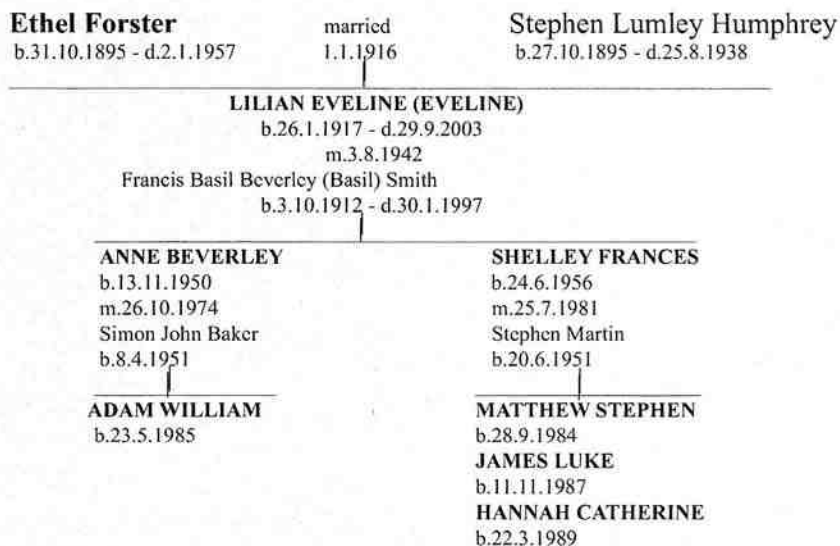 Ethel Forster married Stephen Lumley Humphrey
b.31.10.1895 - d.2.1.1957 1.1.1916 b.27.10.1895 - d.25.8.1938
LILIAN EVELINE (EVELINE)
b.26.1.1917 - d.29.9.2003
m.3.8.1942
Francis Basil Beverley (Basil) Smith
b.3.10.1912 - d.30.1.1997
ANNE BEVERLEY
b.13.11.1950
m.26.10.1974
Simon John Baker
b.8.4.1951
ADAM WILLIAM
b.23.5.1985
SHELLEY FRANCES
b.24.6.1956
m.25.7.1981
Stephen Martin
b.20.6.1951
MATTHEW STEPHEN
b.28.9.1984
JAMES LUKE
b.11.11.1987
HANNAH CATHERINE
b.22.3.1989